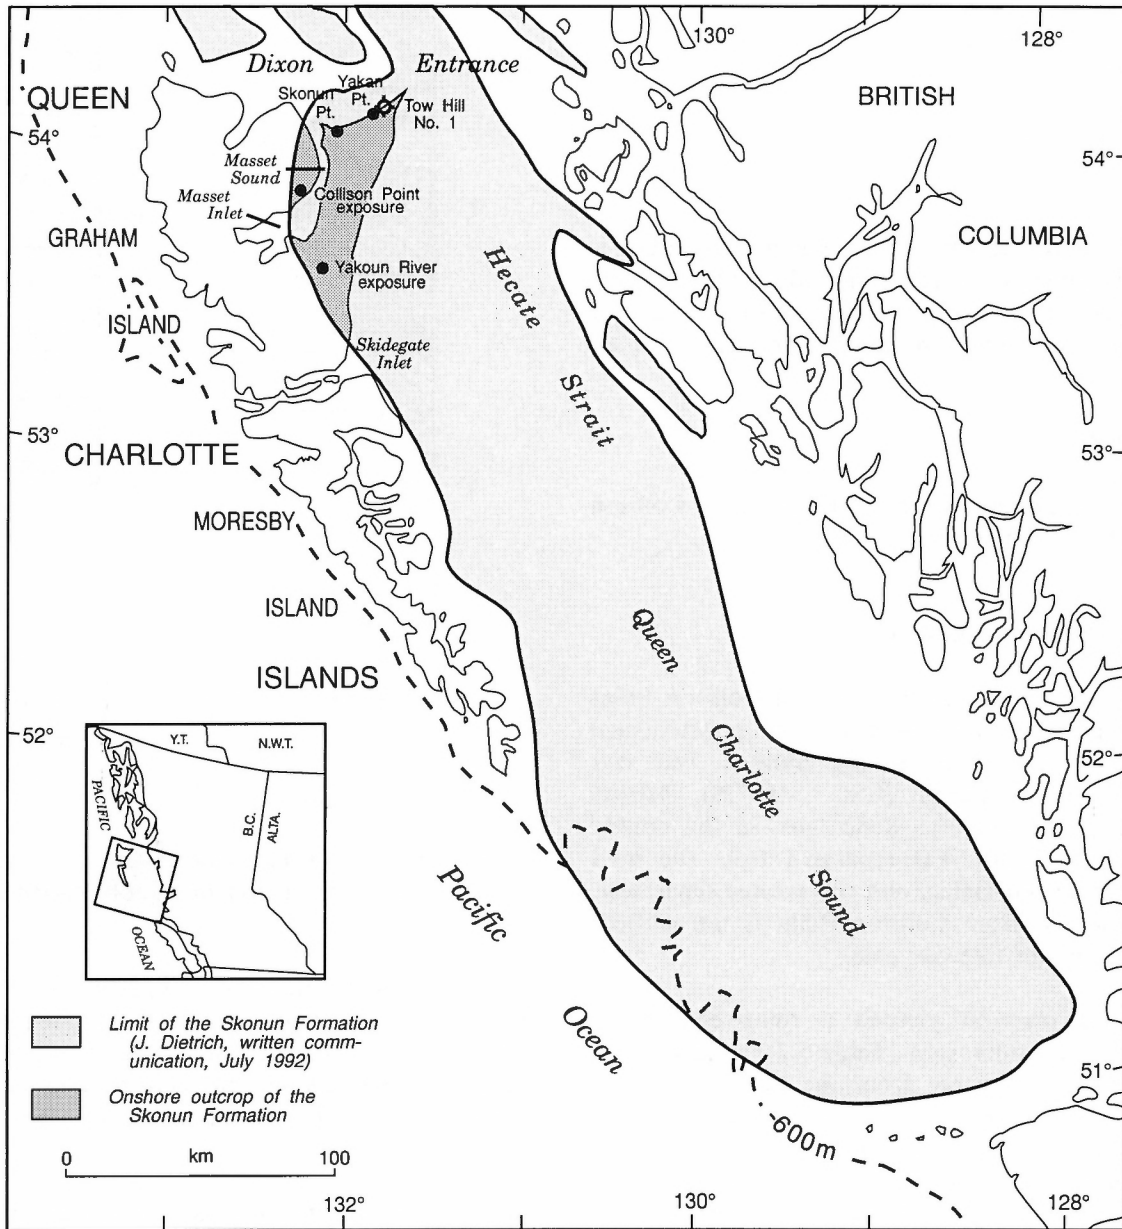 130°
128°
Dixon
Entrance
QUEEN
Skonun
Pt.
Yakan
Pt.
Tow Hill
No. 1
BRITISH
54°
54°
Masset
Sound
Masset
Inlet
Collison Point
exposure
GRAHAM
COLUMBIA
Yakoun River
exposure
Hecate
ISLAND
Skidegate
Inlet
Strait
53°
53°
CHARLOTTE
MORESBY
ISLAND
Queen
ISLANDS
52°
52°
Charlotte
Y.T.
N.W.T.
PACIFIC
B.C.
ALTA.
OCEAN
Pacific
Sound
Ocean
Limit of the Skonun Formation
(J. Dietrich, written comm-
unication, July 1992)
Onshore outcrop of the
Skonun Formation
51°
51°
-600m
0 km 100
132°
130°
128°